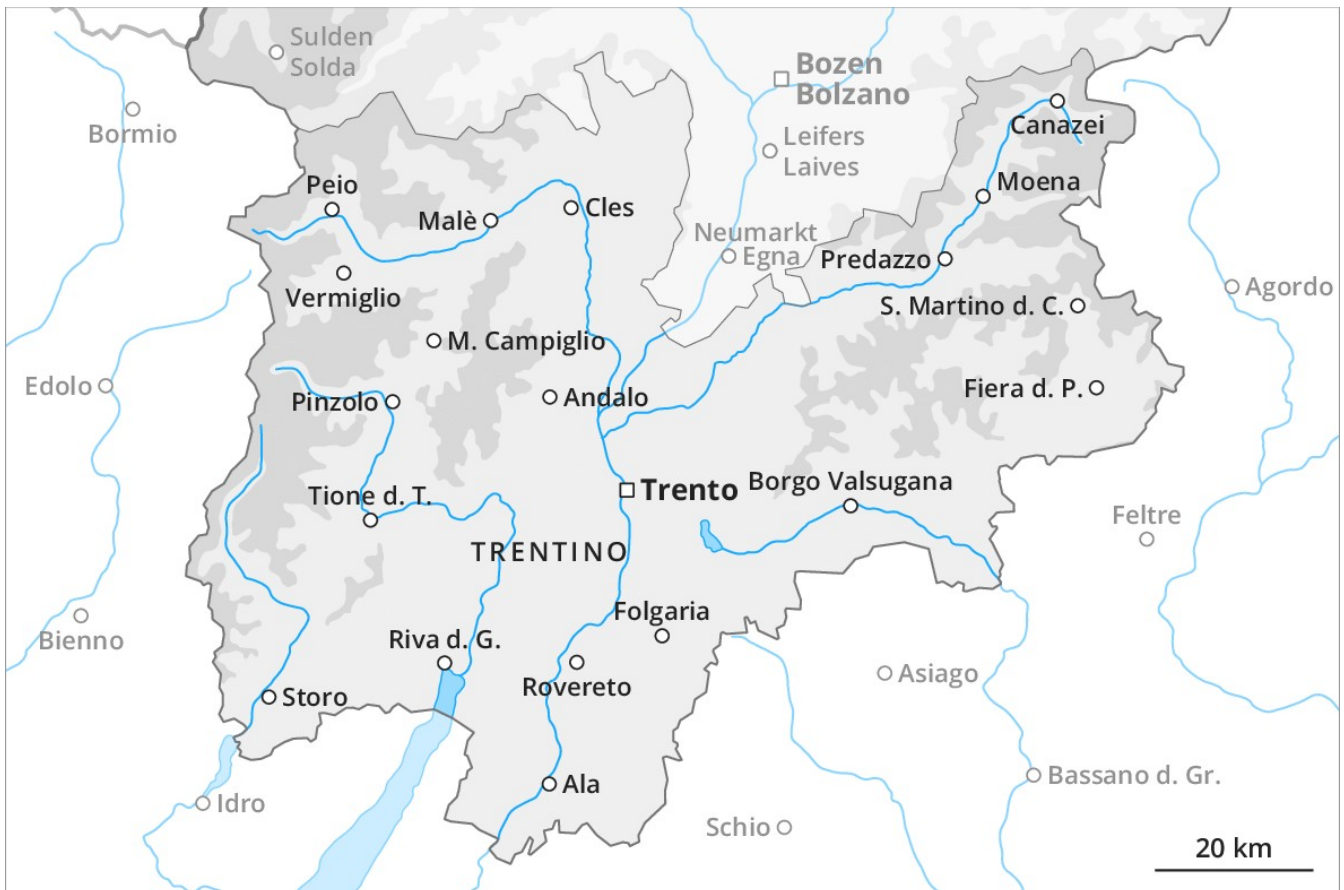 Sulden
Solda
Bozen
Bolzano
Bormio
Canazei
Leifers
Laives
Peio
Moena
Malè
Cles
Neumarkt
Egna
Predazzo
Vermiglio
Agordo
S. Martino d. C.
M. Campiglio
Edolo
Fiera d. P.
Pinzolo
Andalo
Trento
Borgo Valsugana
Tione d. T.
Feltre
TRENTINO
Folgaria
Bienno
Riva d. G.
Asiago
Rovereto
Storo
Bassano d. Gr.
Ala
Idro
Schio
20 km